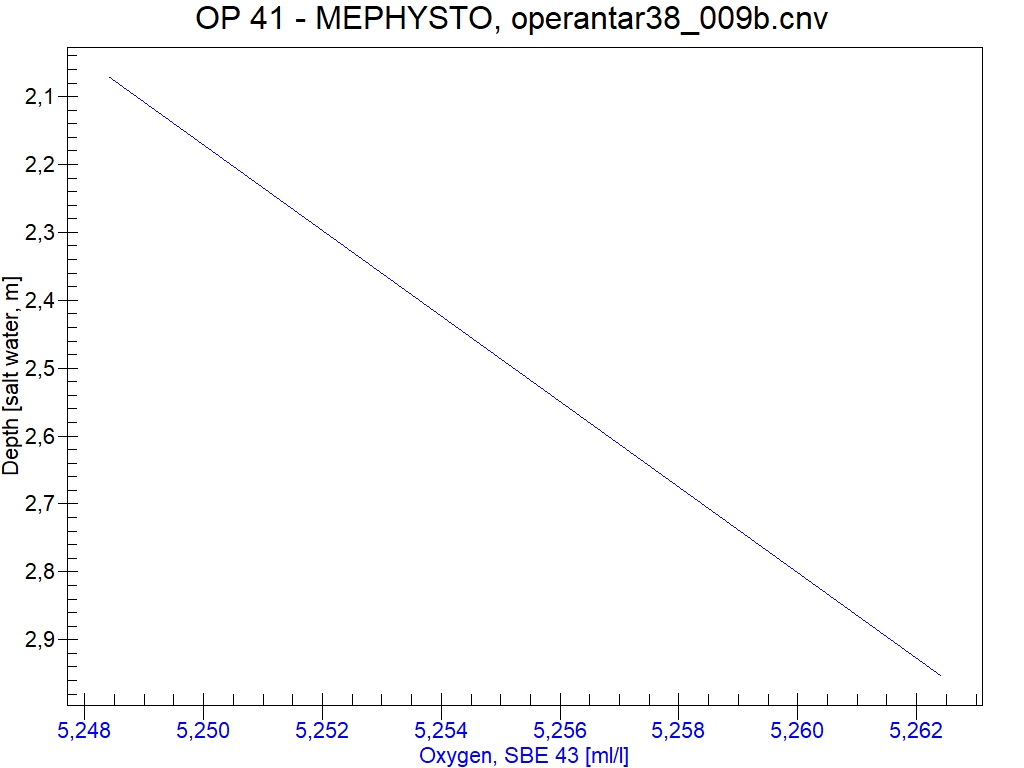 OP 41 - MEPHYSTO, operantar38_009b.cnv
Depth [salt water, m]
2,1
2,2
2,3
2,4
2,5
2,6
2,7
2,8
2,9
5,248 5,250 5,252 5,254 5,256 5,258 5,260 5,262
Oxygen, SBE 43 [ml/l]